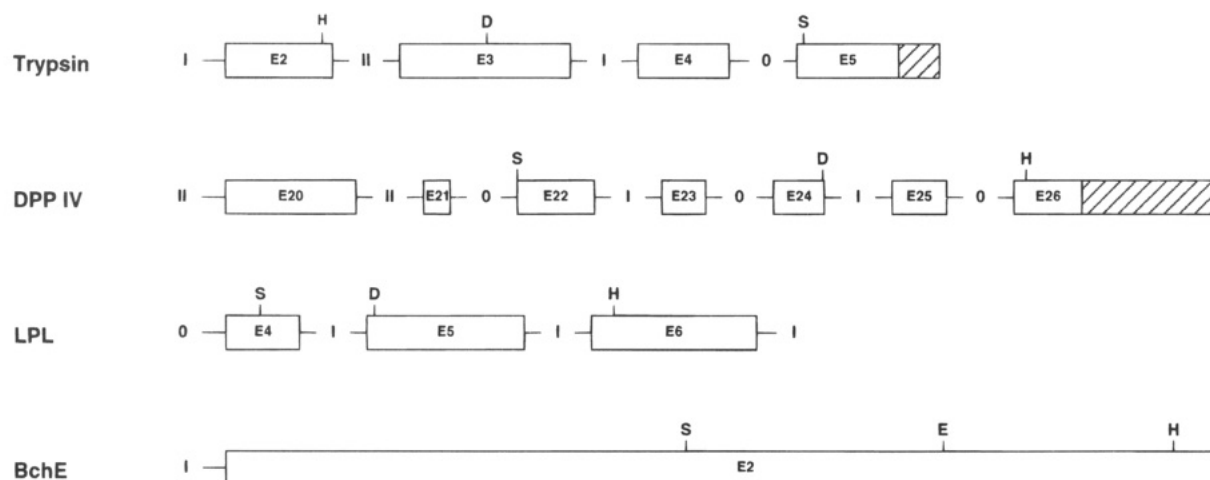 H D S
Trypsin I E2 II E3 I E4 0 E5
S D H
DPP IV II E20 II E21 0 E22 I E23 0 E24 I E25 0 E26
S D H
LPL 0 E4 I E5 I E6 I
S E H
BchE I E2